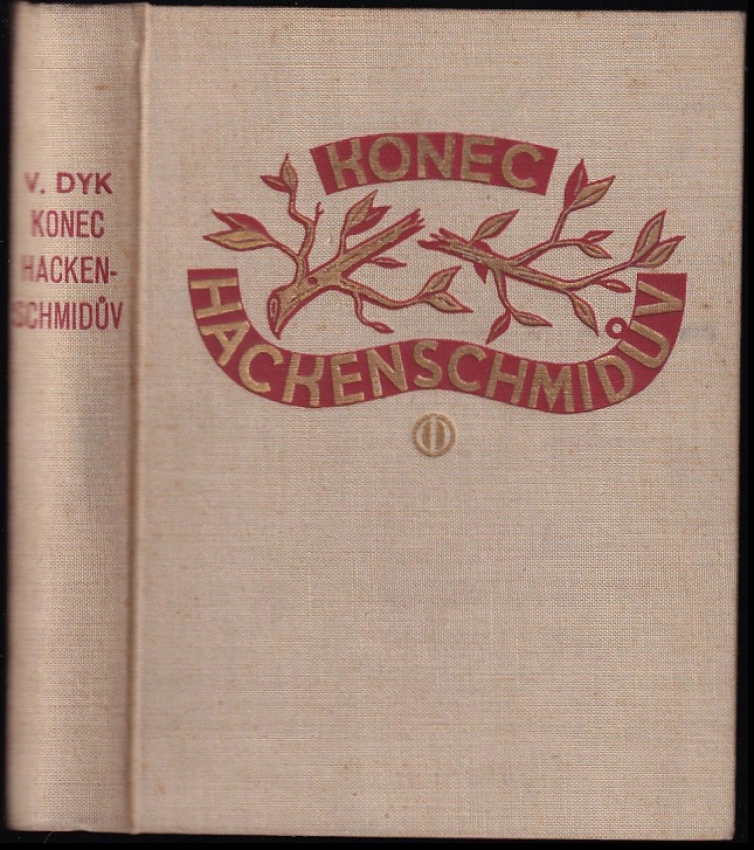 V. DYK
KONEC
HACKEN-
SCHMIDŮV
KONEC
HACKENSCHMIDŮV